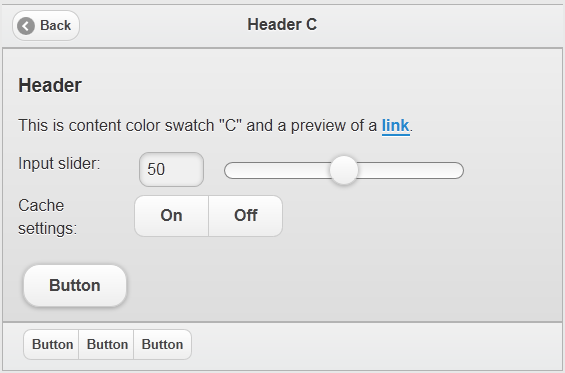 Back
Header C
Header
This is content color swatch "C" and a preview of a link.
Input slider:
50
Cache
settings:
On Off
Button
Button Button Button